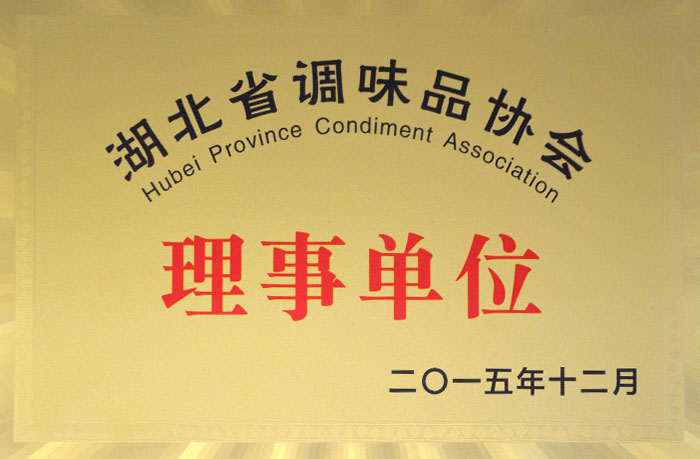 湖北省调味品协会
Hubei Province Condiment Association
理事单位
二〇一五年十二月